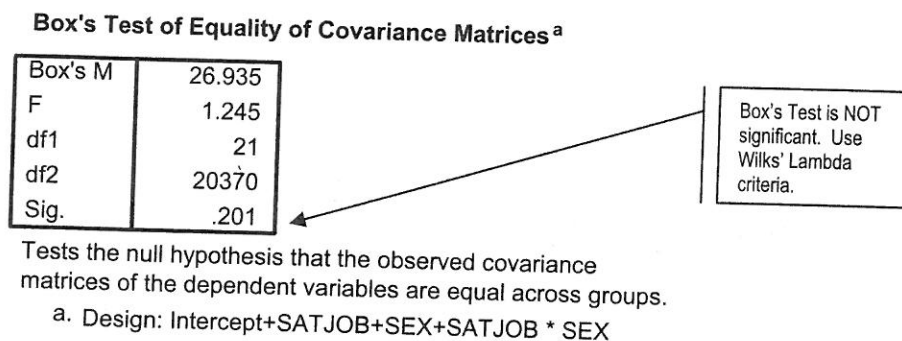 Box's Test of Equality of Covariance Matrices a
Box's M 26.935
F 1.245
df1 21
df2 20370
Sig. .201
Box's Test is NOT
significant. Use
Wilks' Lambda
criteria.
Tests the null hypothesis that the observed covariance
matrices of the dependent variables are equal across groups.
a. Design: Intercept+SATJOB+SEX+SATJOB * SEX